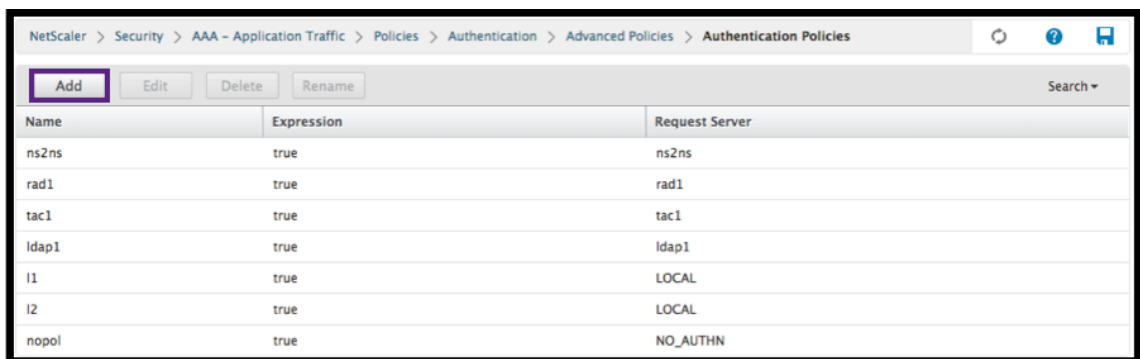 NetScaler > Security > AAA – Application Traffic > Policies > Authentication > Advanced Policies > Authentication Policies
Add Edit Delete Rename Search
Name Expression Request Server
ns2ns true ns2ns
rad1 true rad1
tac1 true tac1
ldap1 true ldap1
l1 true LOCAL
l2 true LOCAL
nopol true NO_AUTHN